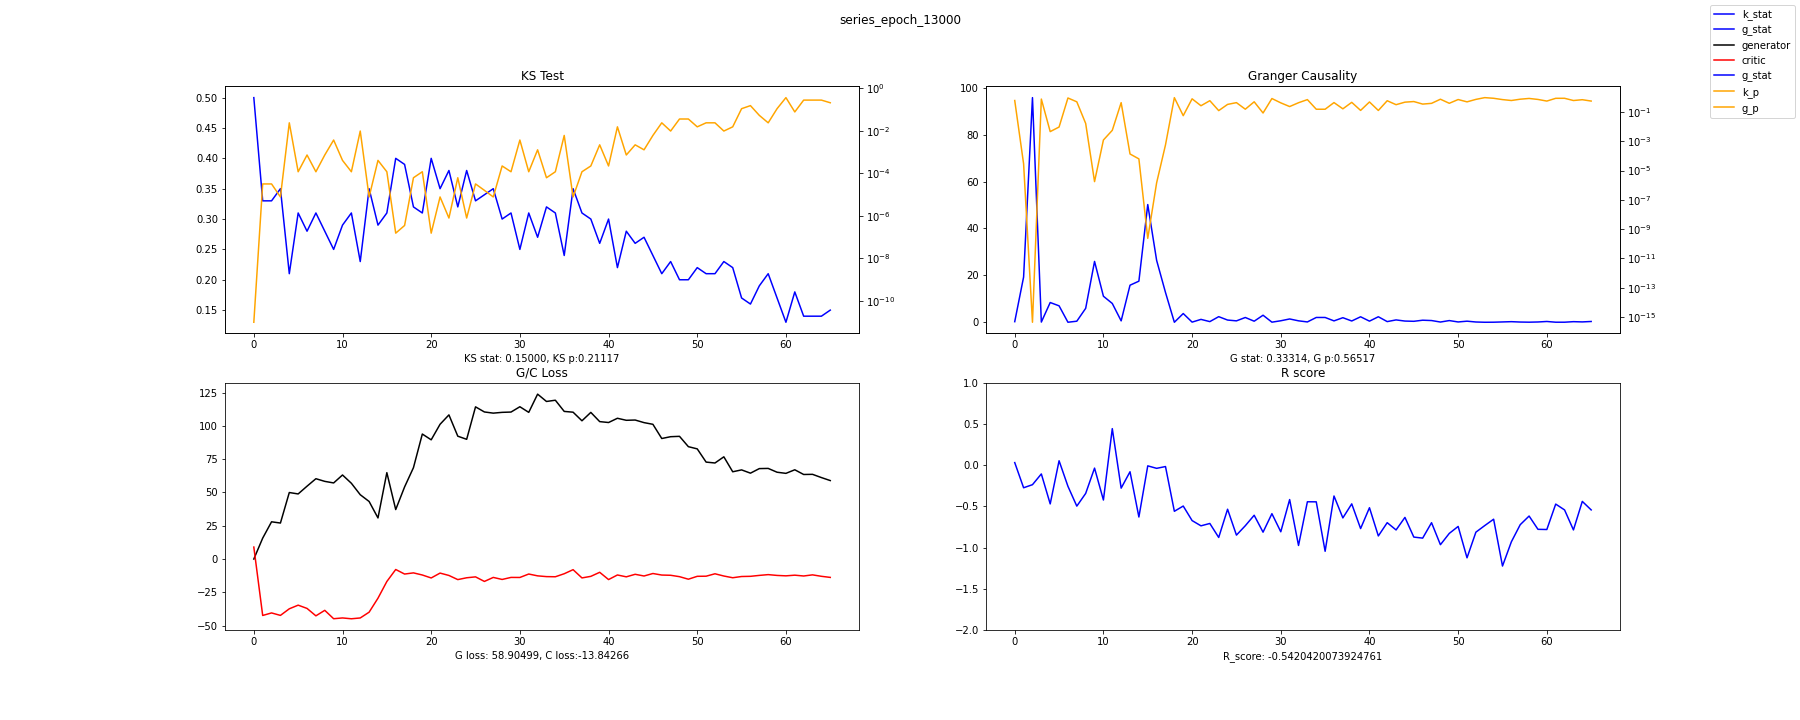 series_epoch_13000
k_stat
g_stat
generator
critic
g_stat
k_p
g_p
KS Test
0.50
0.45
0.40
0.35
0.30
0.25
0.20
0.15
10⁰
10⁻²
10⁻⁴
10⁻⁶
10⁻⁸
10⁻¹⁰
0 10 20 30 40 50 60
KS stat: 0.15000, KS p:0.21117
Granger Causality
100
80
60
40
20
0
10⁻¹
10⁻³
10⁻⁵
10⁻⁷
10⁻⁹
10⁻¹¹
10⁻¹³
10⁻¹⁵
0 10 20 30 40 50 60
G stat: 0.33314, G p:0.56517
G/C Loss
125
100
75
50
25
0
−25
−50
0 10 20 30 40 50 60
G loss: 58.90499, C loss:-13.84266
R score
1.0
0.5
0.0
−0.5
−1.0
−1.5
−2.0
0 10 20 30 40 50 60
R_score: -0.5420420073924761